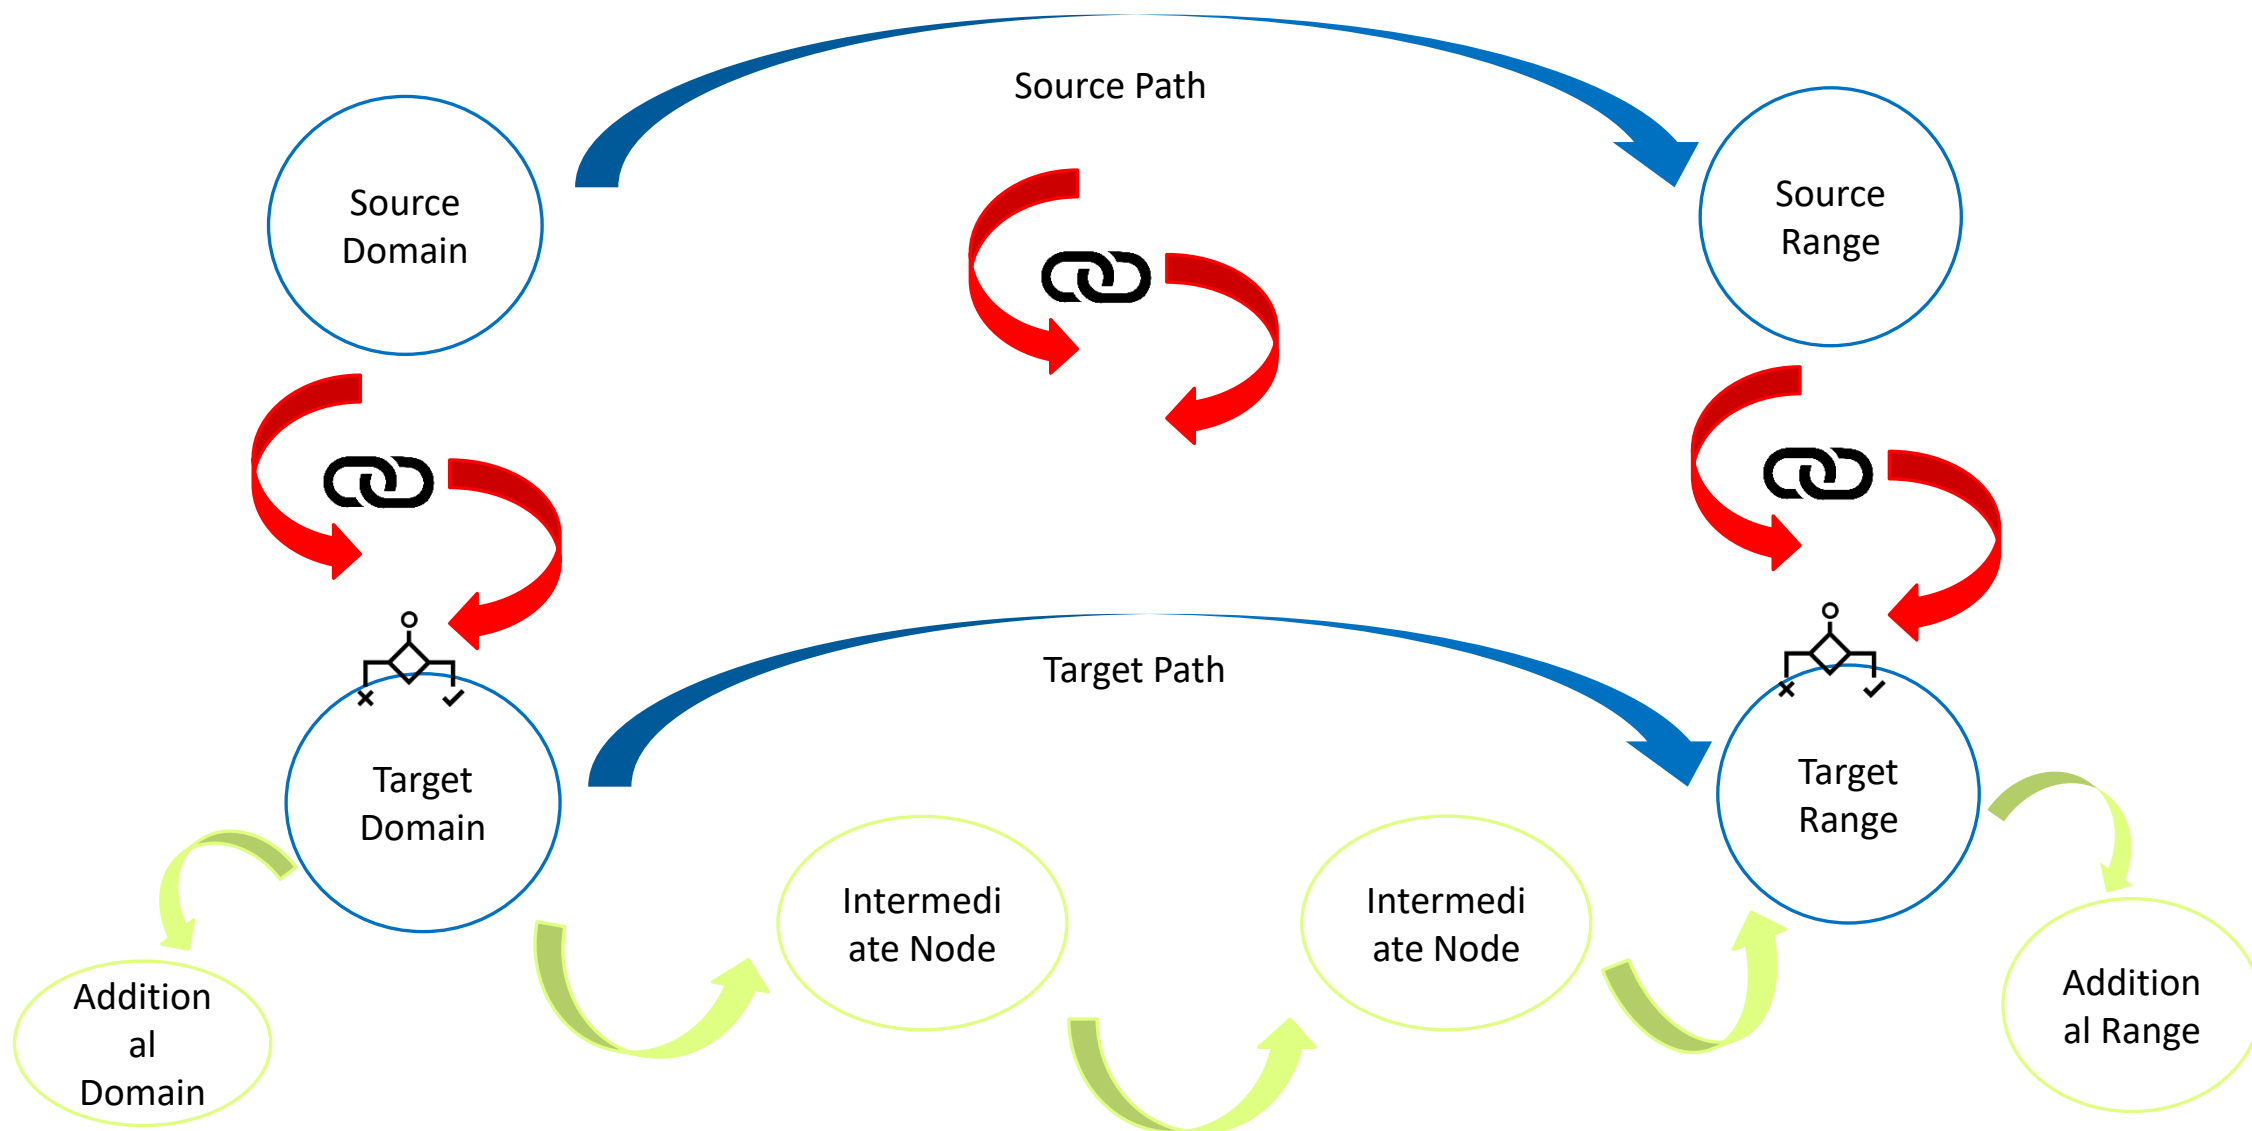 Source Path
Source
Domain
Source
Range
Target Path
Target
Domain
Target
Range
Intermedi
ate Node
Intermedi
ate Node
Addition
al
Domain
Addition
al Range